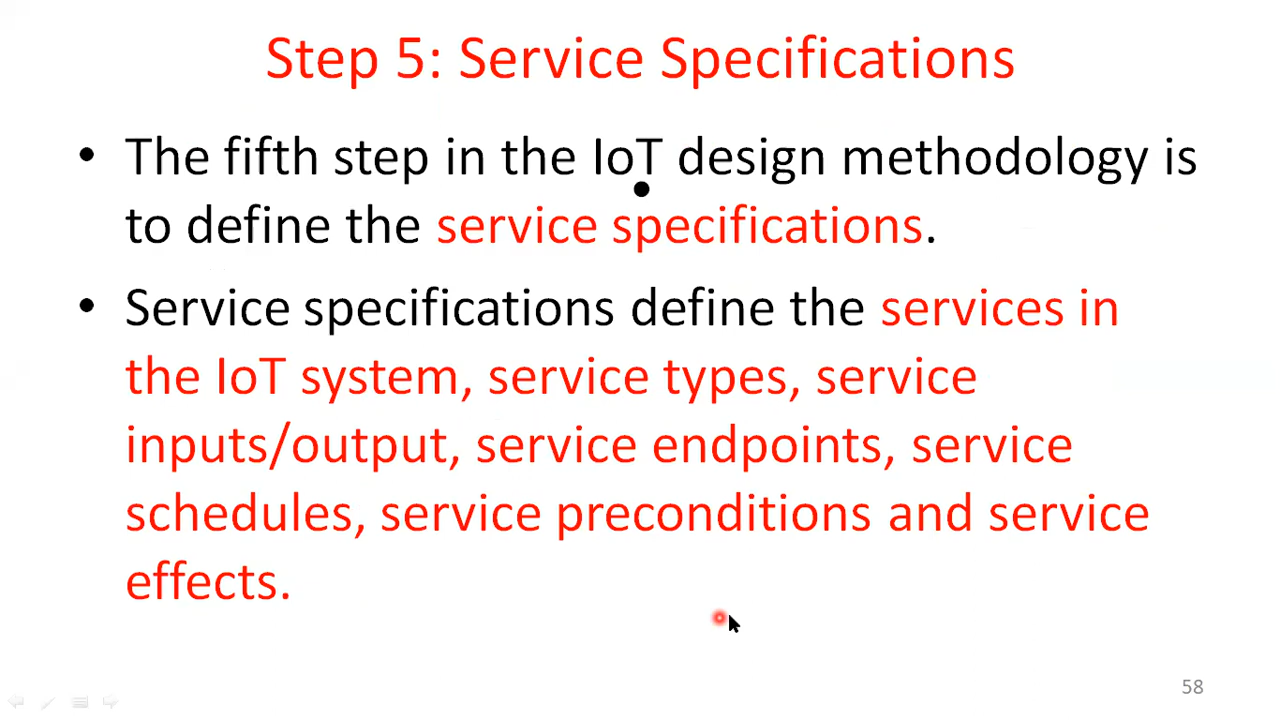 Step 5: Service Specifications
• The fifth step in the IoT design methodology is
to define the service specifications.
• Service specifications define the services in
the IoT system, service types, service
inputs/output, service endpoints, service
schedules, service preconditions and service
effects.
58